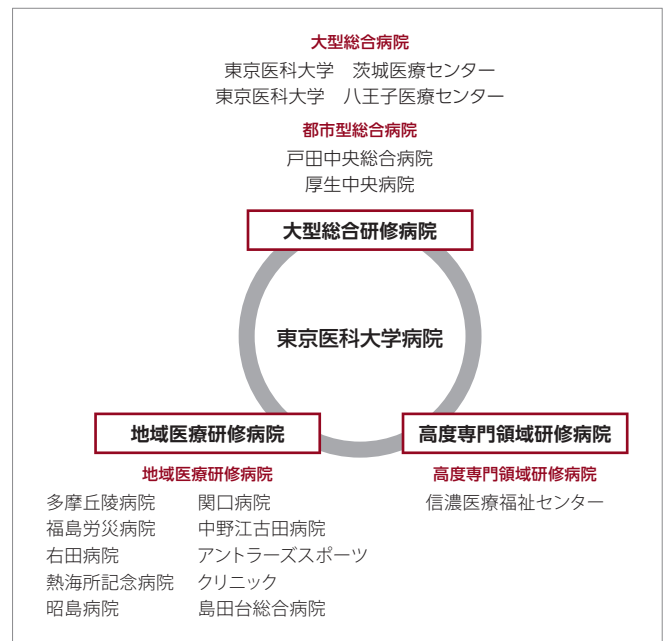 大型総合病院
東京医科大学　茨城医療センター
東京医科大学　八王子医療センター
都市型総合病院
戸田中央総合病院
厚生中央病院
大型総合研修病院
東京医科大学病院
地域医療研修病院
高度専門領域研修病院
地域医療研修病院
多摩丘陵病院
福島労災病院
右田病院
熱海所記念病院
昭島病院
関口病院
中野江古田病院
アントラーズスポーツ
クリニック
島田台総合病院
高度専門領域研修病院
信濃医療福祉センター